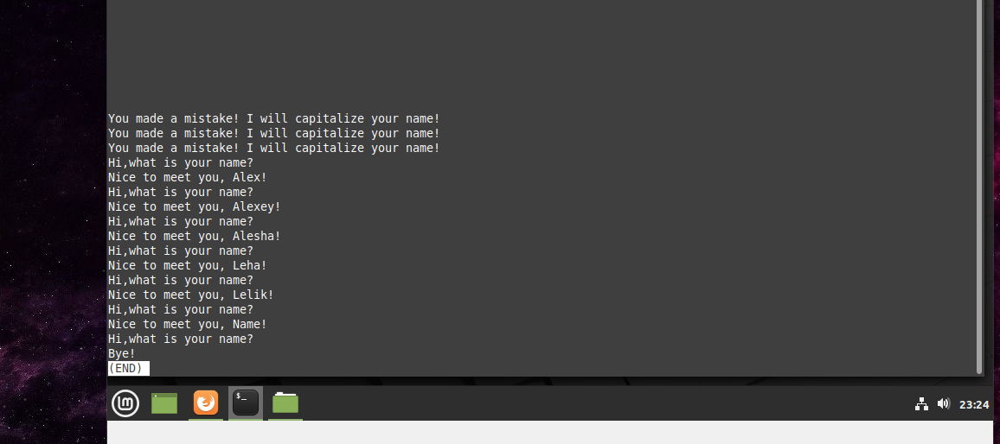 You made a mistake! I will capitalize your name!
You made a mistake! I will capitalize your name!
You made a mistake! I will capitalize your name!
Hi,what is your name?
Nice to meet you, Alex!
Hi,what is your name?
Nice to meet you, Alexey!
Hi,what is your name?
Nice to meet you, Alesha!
Hi,what is your name?
Nice to meet you, Leha!
Hi,what is your name?
Nice to meet you, Lelik!
Hi,what is your name?
Nice to meet you, Name!
Hi,what is your name?
Bye!
(END)
$_
23:24